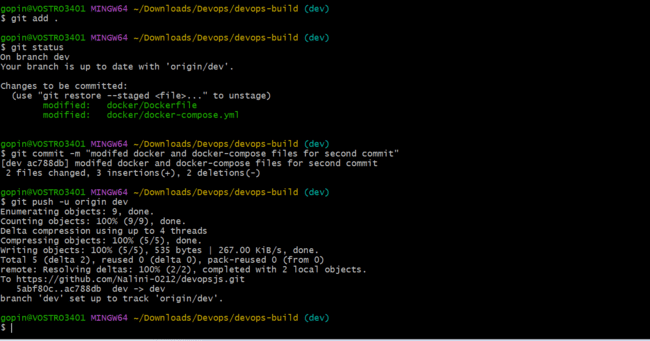 gopin@VOSTRO3401 MINGW64 ~/Downloads/Devops/devops-build (dev)
$ git add .
gopin@VOSTRO3401 MINGW64 ~/Downloads/Devops/devops-build (dev)
$ git status
On branch dev
Your branch is up to date with 'origin/dev'.
Changes to be committed:
  (use "git restore --staged <file>..." to unstage)
        modified:   docker/Dockerfile
        modified:   docker/docker-compose.yml
gopin@VOSTRO3401 MINGW64 ~/Downloads/Devops/devops-build (dev)
$ git commit -m "modifed docker and docker-compose files for second commit"
[dev ac788db] modifed docker and docker-compose files for second commit
 2 files changed, 3 insertions(+), 2 deletions(-)
gopin@VOSTRO3401 MINGW64 ~/Downloads/Devops/devops-build (dev)
$ git push -u origin dev
Enumerating objects: 9, done.
Counting objects: 100% (9/9), done.
Delta compression using up to 4 threads
Compressing objects: 100% (5/5), done.
Writing objects: 100% (5/5), 535 bytes | 267.00 KiB/s, done.
Total 5 (delta 2), reused 0 (delta 0), pack-reused 0 (from 0)
remote: Resolving deltas: 100% (2/2), completed with 2 local objects.
To https://github.com/Nalini-0212/devopsjs.git
   5abf80c..ac788db  dev -> dev
branch 'dev' set up to track 'origin/dev'.
gopin@VOSTRO3401 MINGW64 ~/Downloads/Devops/devops-build (dev)
$